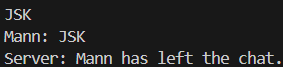 JSK
Mann: JSK
Server: Mann has left the chat.